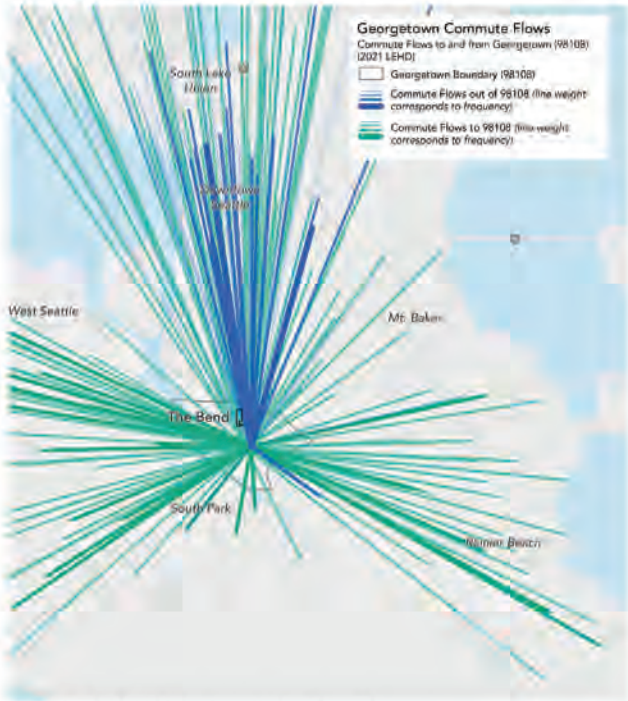 Georgetown Commute Flows
Commute Flows to and from Georgetown (98108)
(2021 LEHD)
Georgetown Boundary (98108)
Commute Flows out of 98108 (line weight
corresponds to frequency)
Commute Flows to 98108 (line weight
corresponds to frequency)
South Lake
Union
Downtown
Seattle
West Seattle
Mt. Baker
The Bend
South Park
Rainier Beach